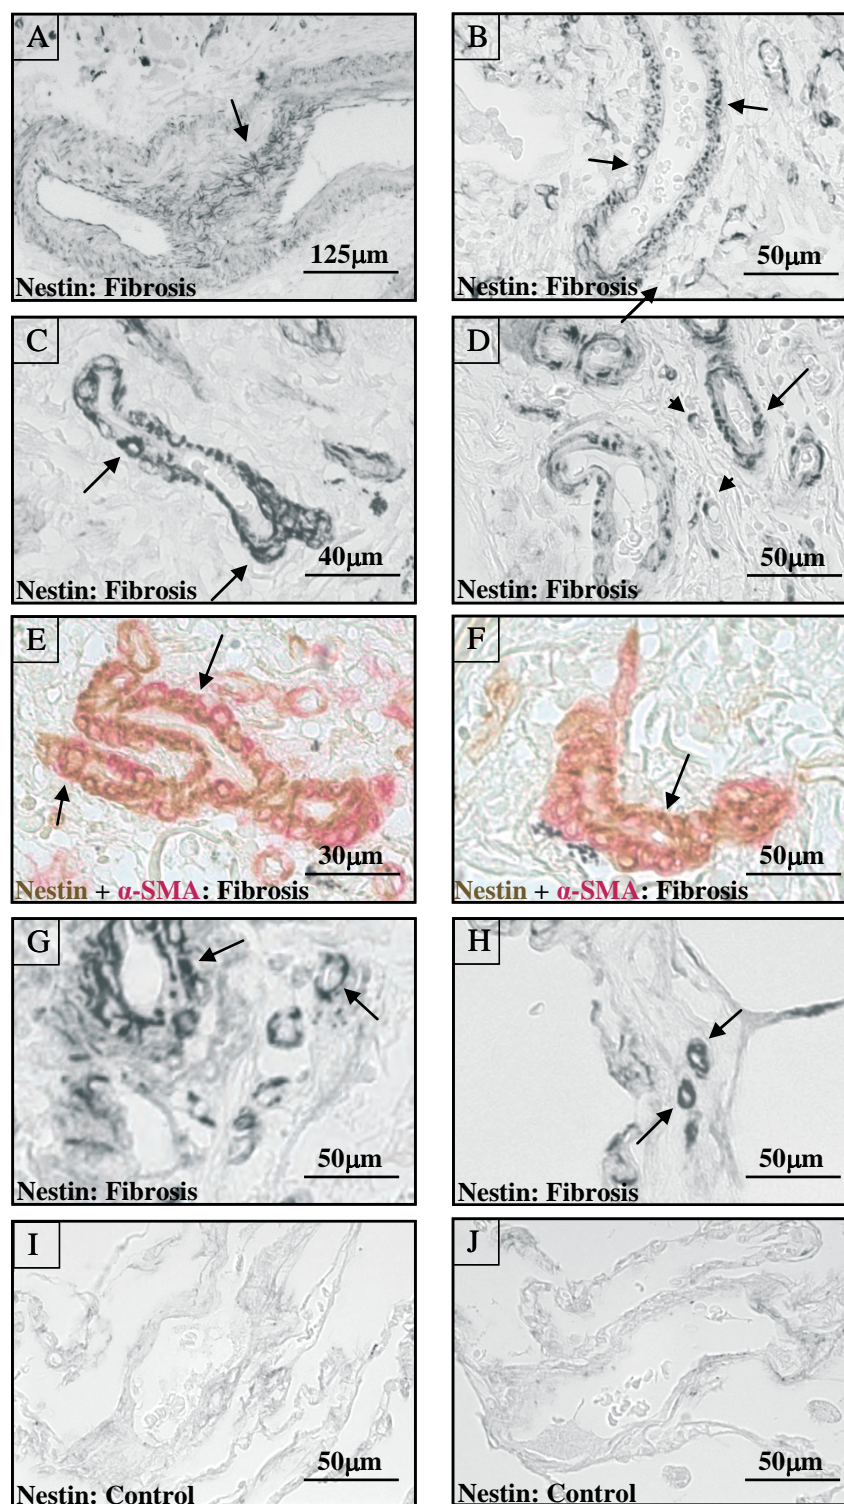 A
125μm
Nestin: Fibrosis
B
50μm
Nestin: Fibrosis
C
40μm
Nestin: Fibrosis
D
50μm
Nestin: Fibrosis
E
30μm
Nestin + α-SMA: Fibrosis
F
50μm
Nestin + α-SMA: Fibrosis
G
50μm
Nestin: Fibrosis
H
50μm
Nestin: Fibrosis
I
50μm
Nestin: Control
J
50μm
Nestin: Control